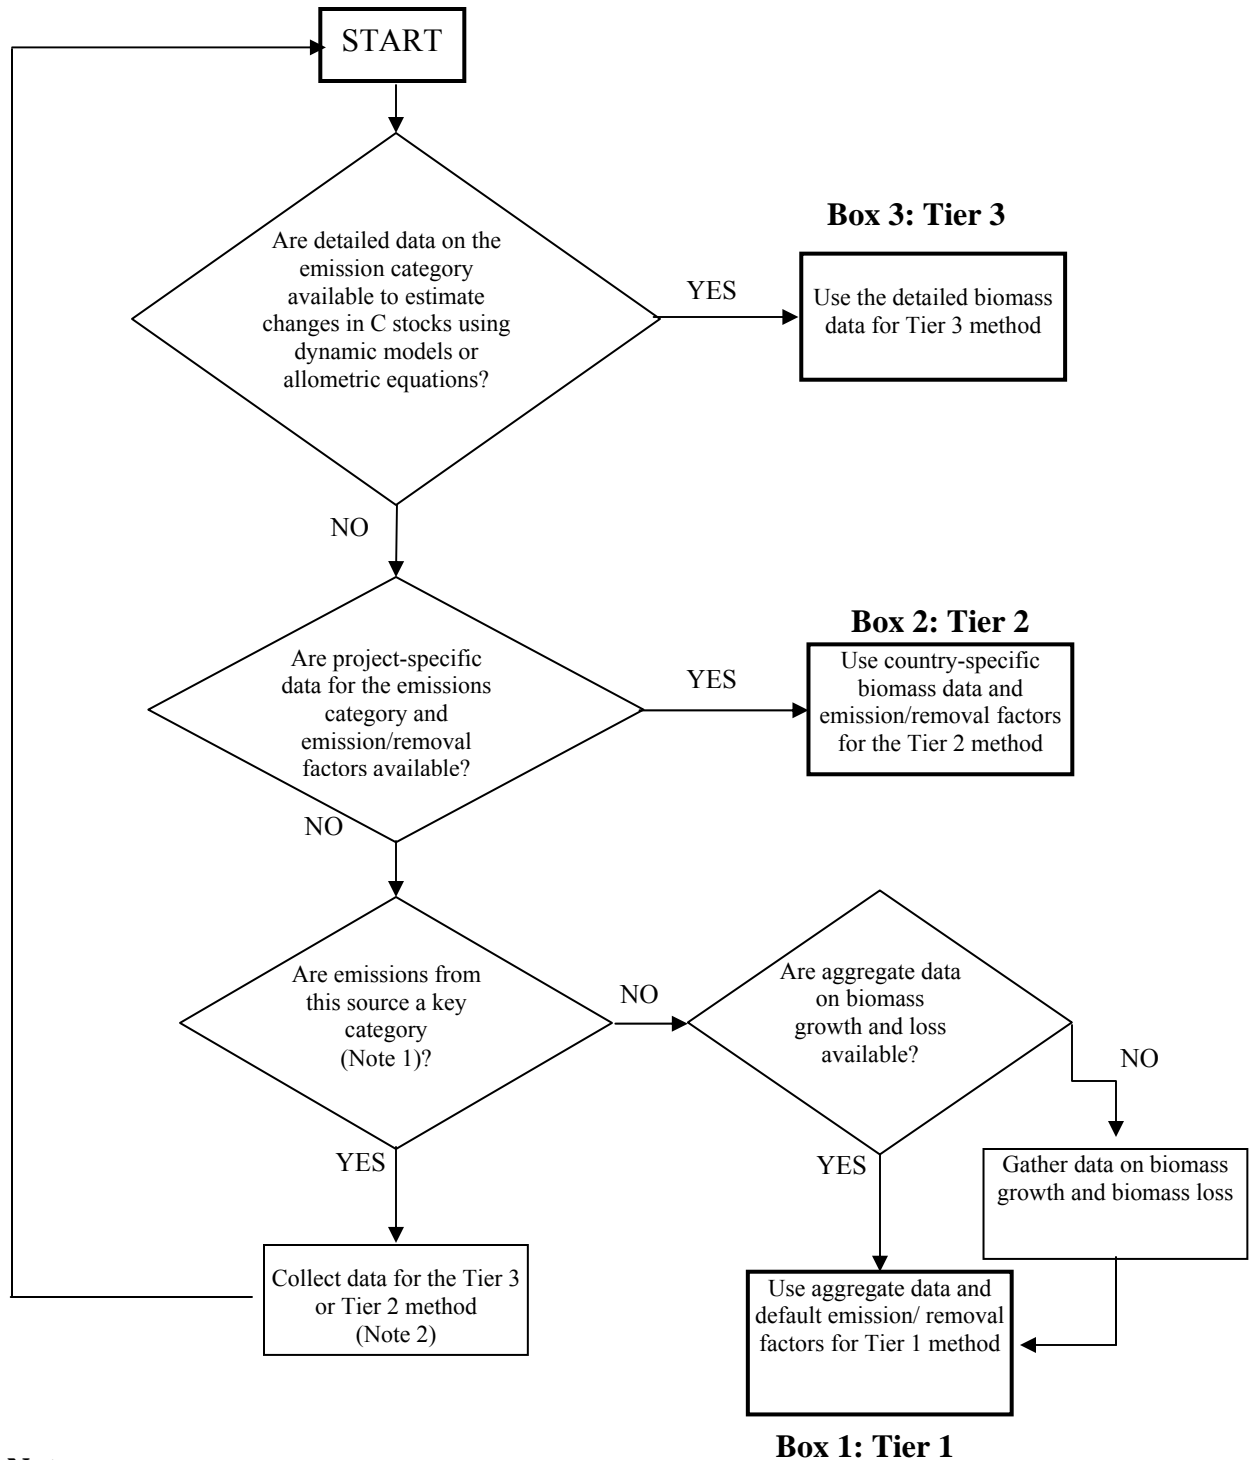 START
Are detailed data on the
emission category
available to estimate
changes in C stocks using
dynamic models or
allometric equations?
YES
Box 3: Tier 3
Use the detailed biomass
data for Tier 3 method
NO
Are project-specific
data for the emissions
category and
emission/removal
factors available?
YES
Box 2: Tier 2
Use country-specific
biomass data and
emission/removal factors
for the Tier 2 method
NO
Are emissions from
this source a key
category
(Note 1)?
NO
Are aggregate data
on biomass
growth and loss
available?
NO
Gather data on biomass
growth and biomass loss
YES
YES
Collect data for the Tier 3
or Tier 2 method
(Note 2)
Use aggregate data and
default emission/ removal
factors for Tier 1 method
Box 1: Tier 1